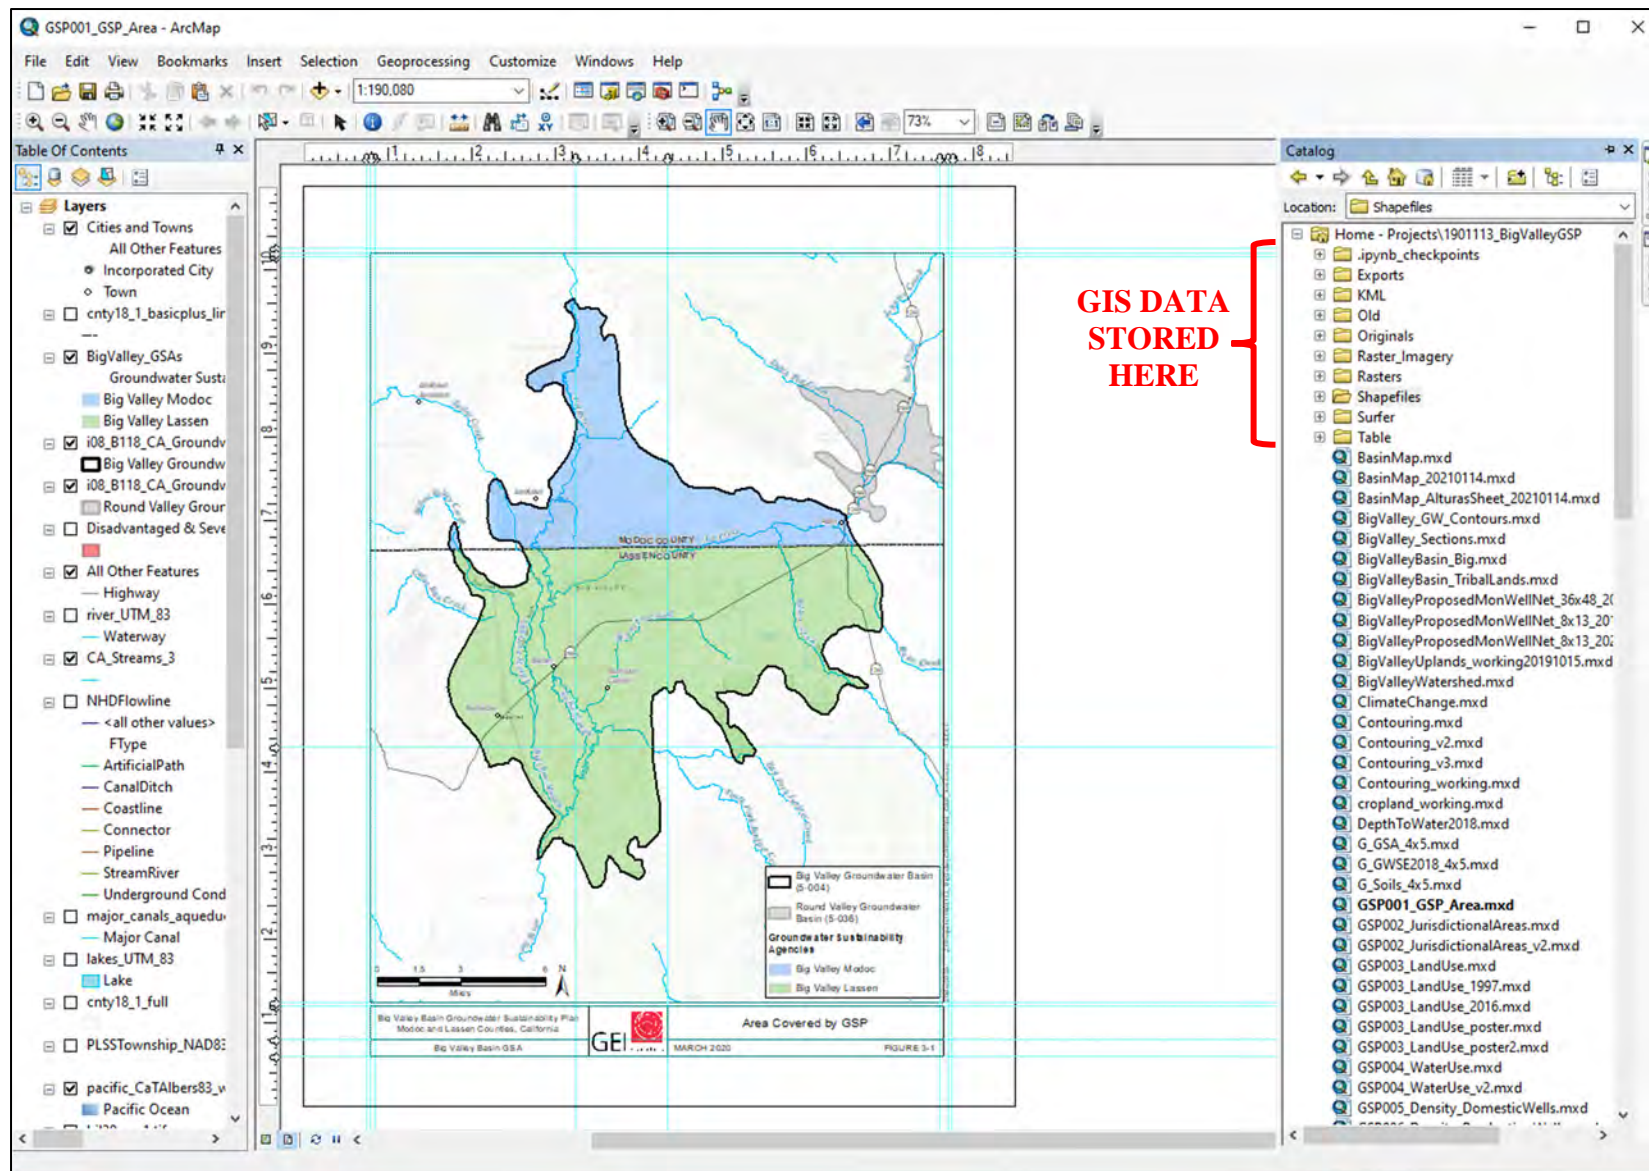 GSP001_GSP_Area - ArcMap
File Edit View Bookmarks Insert Selection Geoprocessing Customize Windows Help
1:190,080
73%
Table Of Contents
Layers
Cities and Towns
All Other Features
Incorporated City
Town
cnty18_1_basicplus_lir
BigValley_GSAs
Groundwater Susta
Big Valley Modoc
Big Valley Lassen
i08_B118_CA_Groundv
Big Valley Groundw
i08_B118_CA_Groundv
Round Valley Grour
Disadvantaged & Seve
All Other Features
Highway
river_UTM_83
Waterway
CA_Streams_3
NHDFlowline
<all other values>
FType
ArtificialPath
CanalDitch
Coastline
Connector
Pipeline
StreamRiver
Underground Cond
major_canals_aquedu
Major Canal
lakes_UTM_83
Lake
cnty18_1_full
PLSSTownship_NAD83
pacific_CaTAlbers83_v
Pacific Ocean
MODOC COUNTY
LASSEN COUNTY
Big Valley Groundwater Basin
(5-004)
Round Valley Groundwater
Basin (5-036)
Groundwater Sustainability
Agencies
Big Valley Modoc
Big Valley Lassen
0 1.5 3 6
Miles
N
Big Valley Basin Groundwater Sustainability Plan
Modoc and Lassen Counties, California
Big Valley Basin GSA
GEI
Area Covered by GSP
MARCH 2020
FIGURE 3-1
GIS DATA
STORED
HERE
Catalog
Location: Shapefiles
Home - Projects\1901113_BigValleyGSP
.ipynb_checkpoints
Exports
KML
Old
Originals
Raster_Imagery
Rasters
Shapefiles
Surfer
Table
BasinMap.mxd
BasinMap_20210114.mxd
BasinMap_AlturasSheet_20210114.mxd
BigValley_GW_Contours.mxd
BigValley_Sections.mxd
BigValleyBasin_Big.mxd
BigValleyBasin_TribalLands.mxd
BigValleyProposedMonWellNet_36x48_2(
BigValleyProposedMonWellNet_8x13_201
BigValleyProposedMonWellNet_8x13_202
BigValleyUplands_working20191015.mxd
BigValleyWatershed.mxd
ClimateChange.mxd
Contouring.mxd
Contouring_v2.mxd
Contouring_v3.mxd
Contouring_working.mxd
cropland_working.mxd
DepthToWater2018.mxd
G_GSA_4x5.mxd
G_GWSE2018_4x5.mxd
G_Soils_4x5.mxd
GSP001_GSP_Area.mxd
GSP002_JurisdictionalAreas.mxd
GSP002_JurisdictionalAreas_v2.mxd
GSP003_LandUse.mxd
GSP003_LandUse_1997.mxd
GSP003_LandUse_2016.mxd
GSP003_LandUse_poster.mxd
GSP003_LandUse_poster2.mxd
GSP004_WaterUse.mxd
GSP004_WaterUse_v2.mxd
GSP005_Density_DomesticWells.mxd